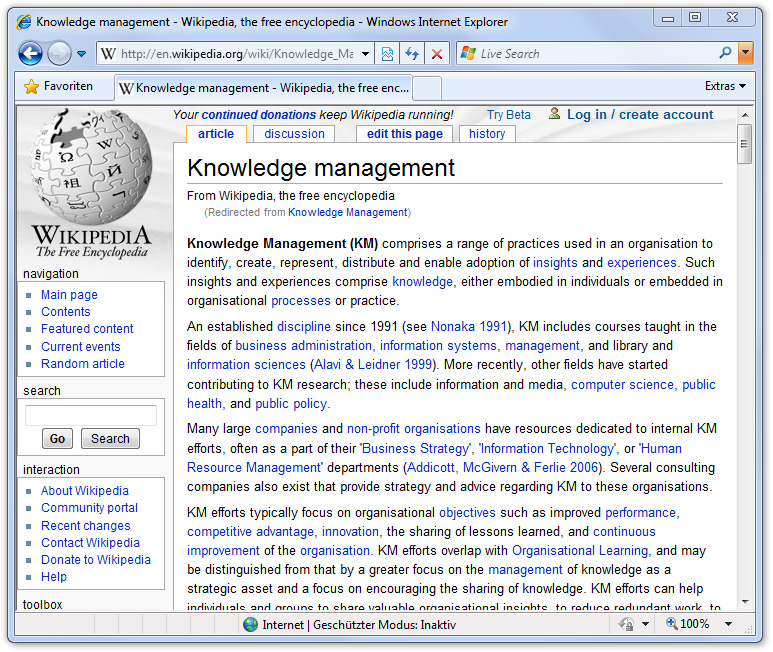 Knowledge management - Wikipedia, the free encyclopedia - Windows Internet Explorer
http://en.wikipedia.org/wiki/Knowledge_Ma
Live Search
Favoriten
Knowledge management - Wikipedia, the free enc...
Extras
Your continued donations keep Wikipedia running!
Try Beta
Log in / create account
article
discussion
edit this page
history
WIKIPEDIA
The Free Encyclopedia
navigation
Main page
Contents
Featured content
Current events
Random article
search
Go
Search
interaction
About Wikipedia
Community portal
Recent changes
Contact Wikipedia
Donate to Wikipedia
Help
toolbox
Knowledge management
From Wikipedia, the free encyclopedia
(Redirected from Knowledge Management)
Knowledge Management (KM) comprises a range of practices used in an organisation to
identify, create, represent, distribute and enable adoption of insights and experiences. Such
insights and experiences comprise knowledge, either embodied in individuals or embedded in
organisational processes or practice.
An established discipline since 1991 (see Nonaka 1991), KM includes courses taught in the
fields of business administration, information systems, management, and library and
information sciences (Alavi & Leidner 1999). More recently, other fields have started
contributing to KM research; these include information and media, computer science, public
health, and public policy.
Many large companies and non-profit organisations have resources dedicated to internal KM
efforts, often as a part of their 'Business Strategy', 'Information Technology', or 'Human
Resource Management' departments (Addicott, McGivern & Ferlie 2006). Several consulting
companies also exist that provide strategy and advice regarding KM to these organisations.
KM efforts typically focus on organisational objectives such as improved performance,
competitive advantage, innovation, the sharing of lessons learned, and continuous
improvement of the organisation. KM efforts overlap with Organisational Learning, and may
be distinguished from that by a greater focus on the management of knowledge as a
strategic asset and a focus on encouraging the sharing of knowledge. KM efforts can help
individuals and groups to share valuable organisational insights, to reduce redundant work, to
Internet | Geschützter Modus: Inaktiv
100%